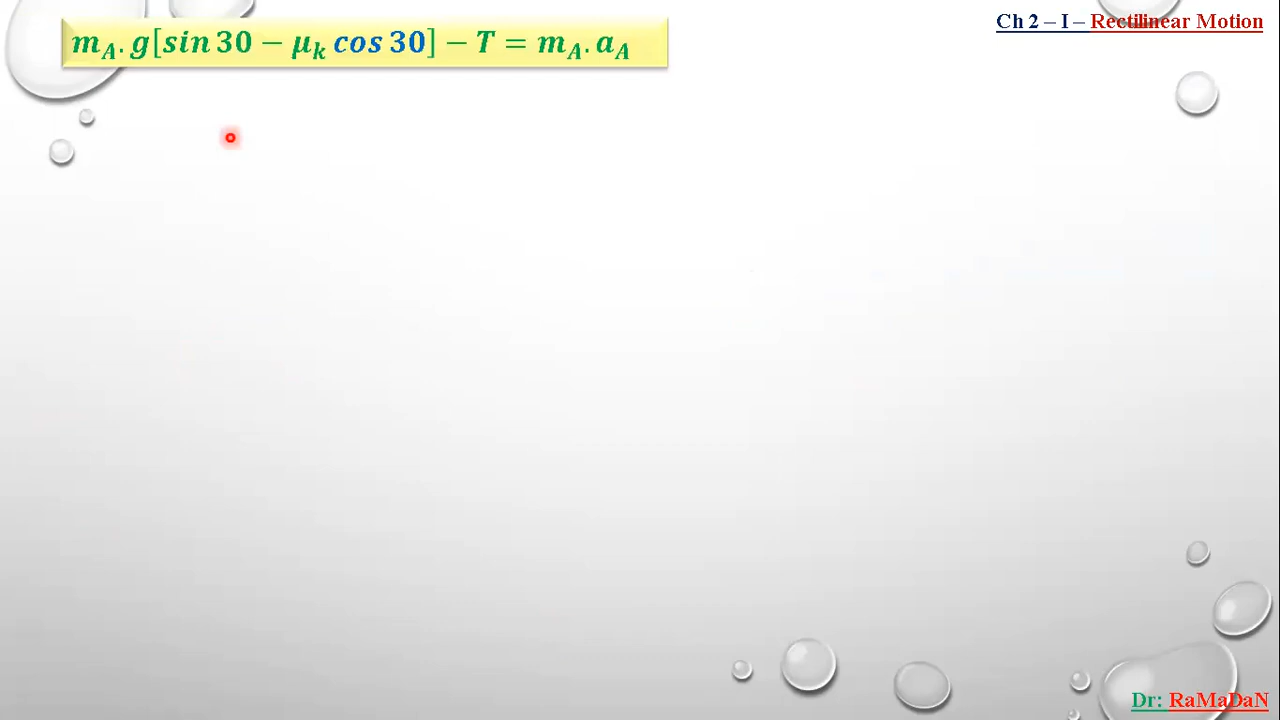 m_A. g[sin 30 − μ_k cos 30] − T = m_A. a_A
Ch 2 – I – Rectilinear Motion
Dr: RaMaDaN